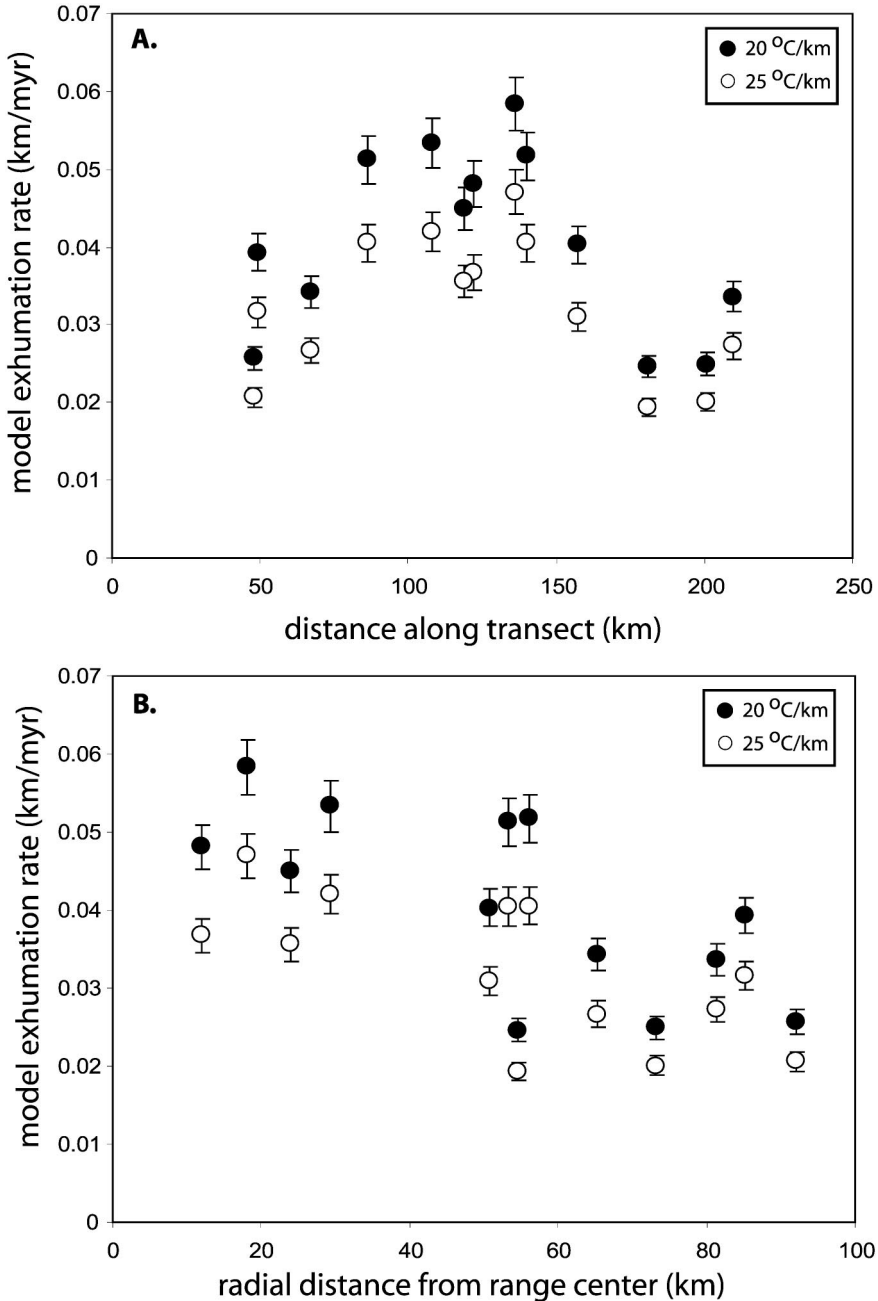 A.
20 °C/km
25 °C/km
model exhumation rate (km/myr)
0.07
0.06
0.05
0.04
0.03
0.02
0.01
0
0 50 100 150 200 250
distance along transect (km)
B.
20 °C/km
25 °C/km
model exhumation rate (km/myr)
0.07
0.06
0.05
0.04
0.03
0.02
0.01
0
0 20 40 60 80 100
radial distance from range center (km)